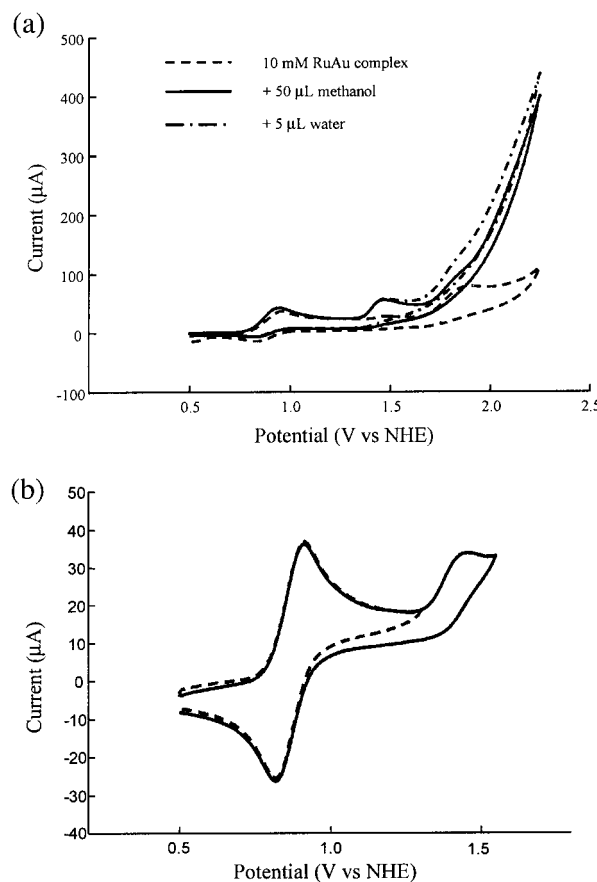 (a)
500
400
300
200
100
0
-100
10 mM RuAu complex
+ 50 µL methanol
+ 5 µL water
Current (µA)
0.5 1.0 1.5 2.0 2.5
Potential (V vs NHE)
(b)
50
40
30
20
10
0
-10
-20
-30
-40
Current (µA)
0.5 1.0 1.5
Potential (V vs NHE)